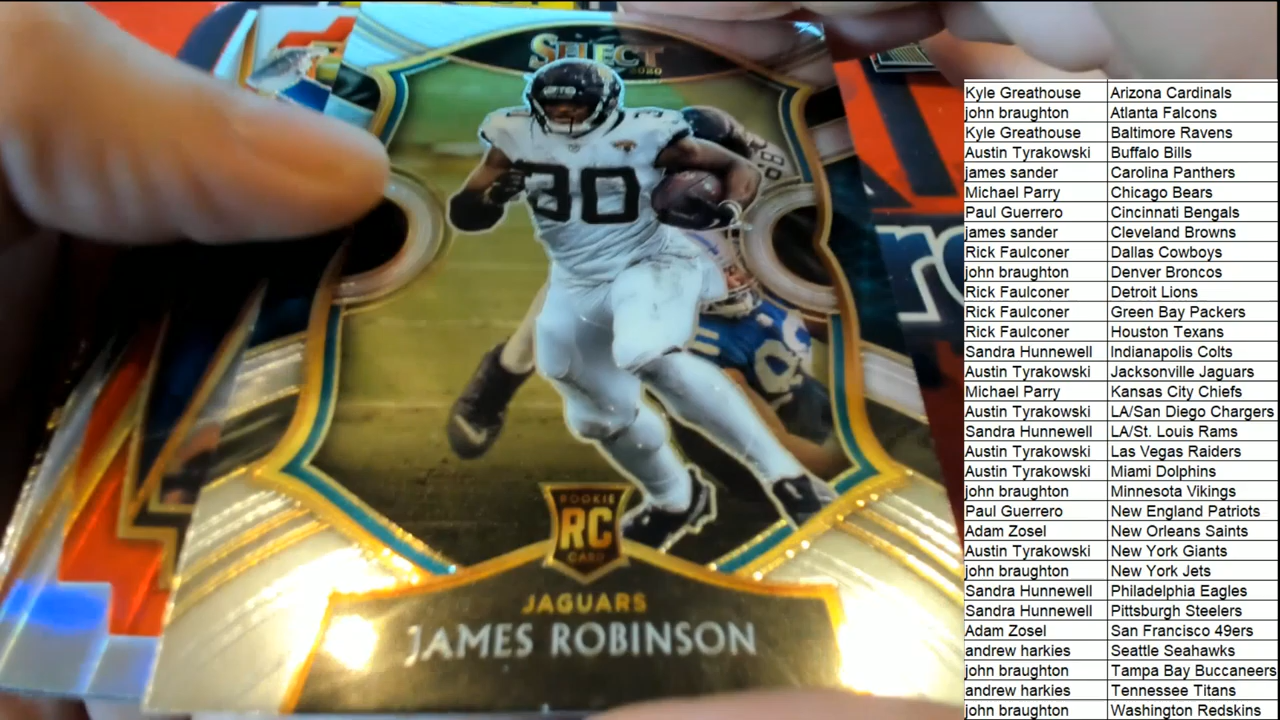 SELECT
2020
30
30
98
ROOKIE
RC
CARD
JAGUARS
JAMES ROBINSON
Kyle Greathouse Arizona Cardinals
john braughton Atlanta Falcons
Kyle Greathouse Baltimore Ravens
Austin Tyrakowski Buffalo Bills
james sander Carolina Panthers
Michael Parry Chicago Bears
Paul Guerrero Cincinnati Bengals
james sander Cleveland Browns
Rick Faulconer Dallas Cowboys
john braughton Denver Broncos
Rick Faulconer Detroit Lions
Rick Faulconer Green Bay Packers
Rick Faulconer Houston Texans
Sandra Hunnewell Indianapolis Colts
Austin Tyrakowski Jacksonville Jaguars
Michael Parry Kansas City Chiefs
Austin Tyrakowski LA/San Diego Chargers
Sandra Hunnewell LA/St. Louis Rams
Austin Tyrakowski Las Vegas Raiders
Austin Tyrakowski Miami Dolphins
john braughton Minnesota Vikings
Paul Guerrero New England Patriots
Adam Zosel New Orleans Saints
Austin Tyrakowski New York Giants
john braughton New York Jets
Sandra Hunnewell Philadelphia Eagles
Sandra Hunnewell Pittsburgh Steelers
Adam Zosel San Francisco 49ers
andrew harkies Seattle Seahawks
john braughton Tampa Bay Buccaneers
andrew harkies Tennessee Titans
john braughton Washington Redskins